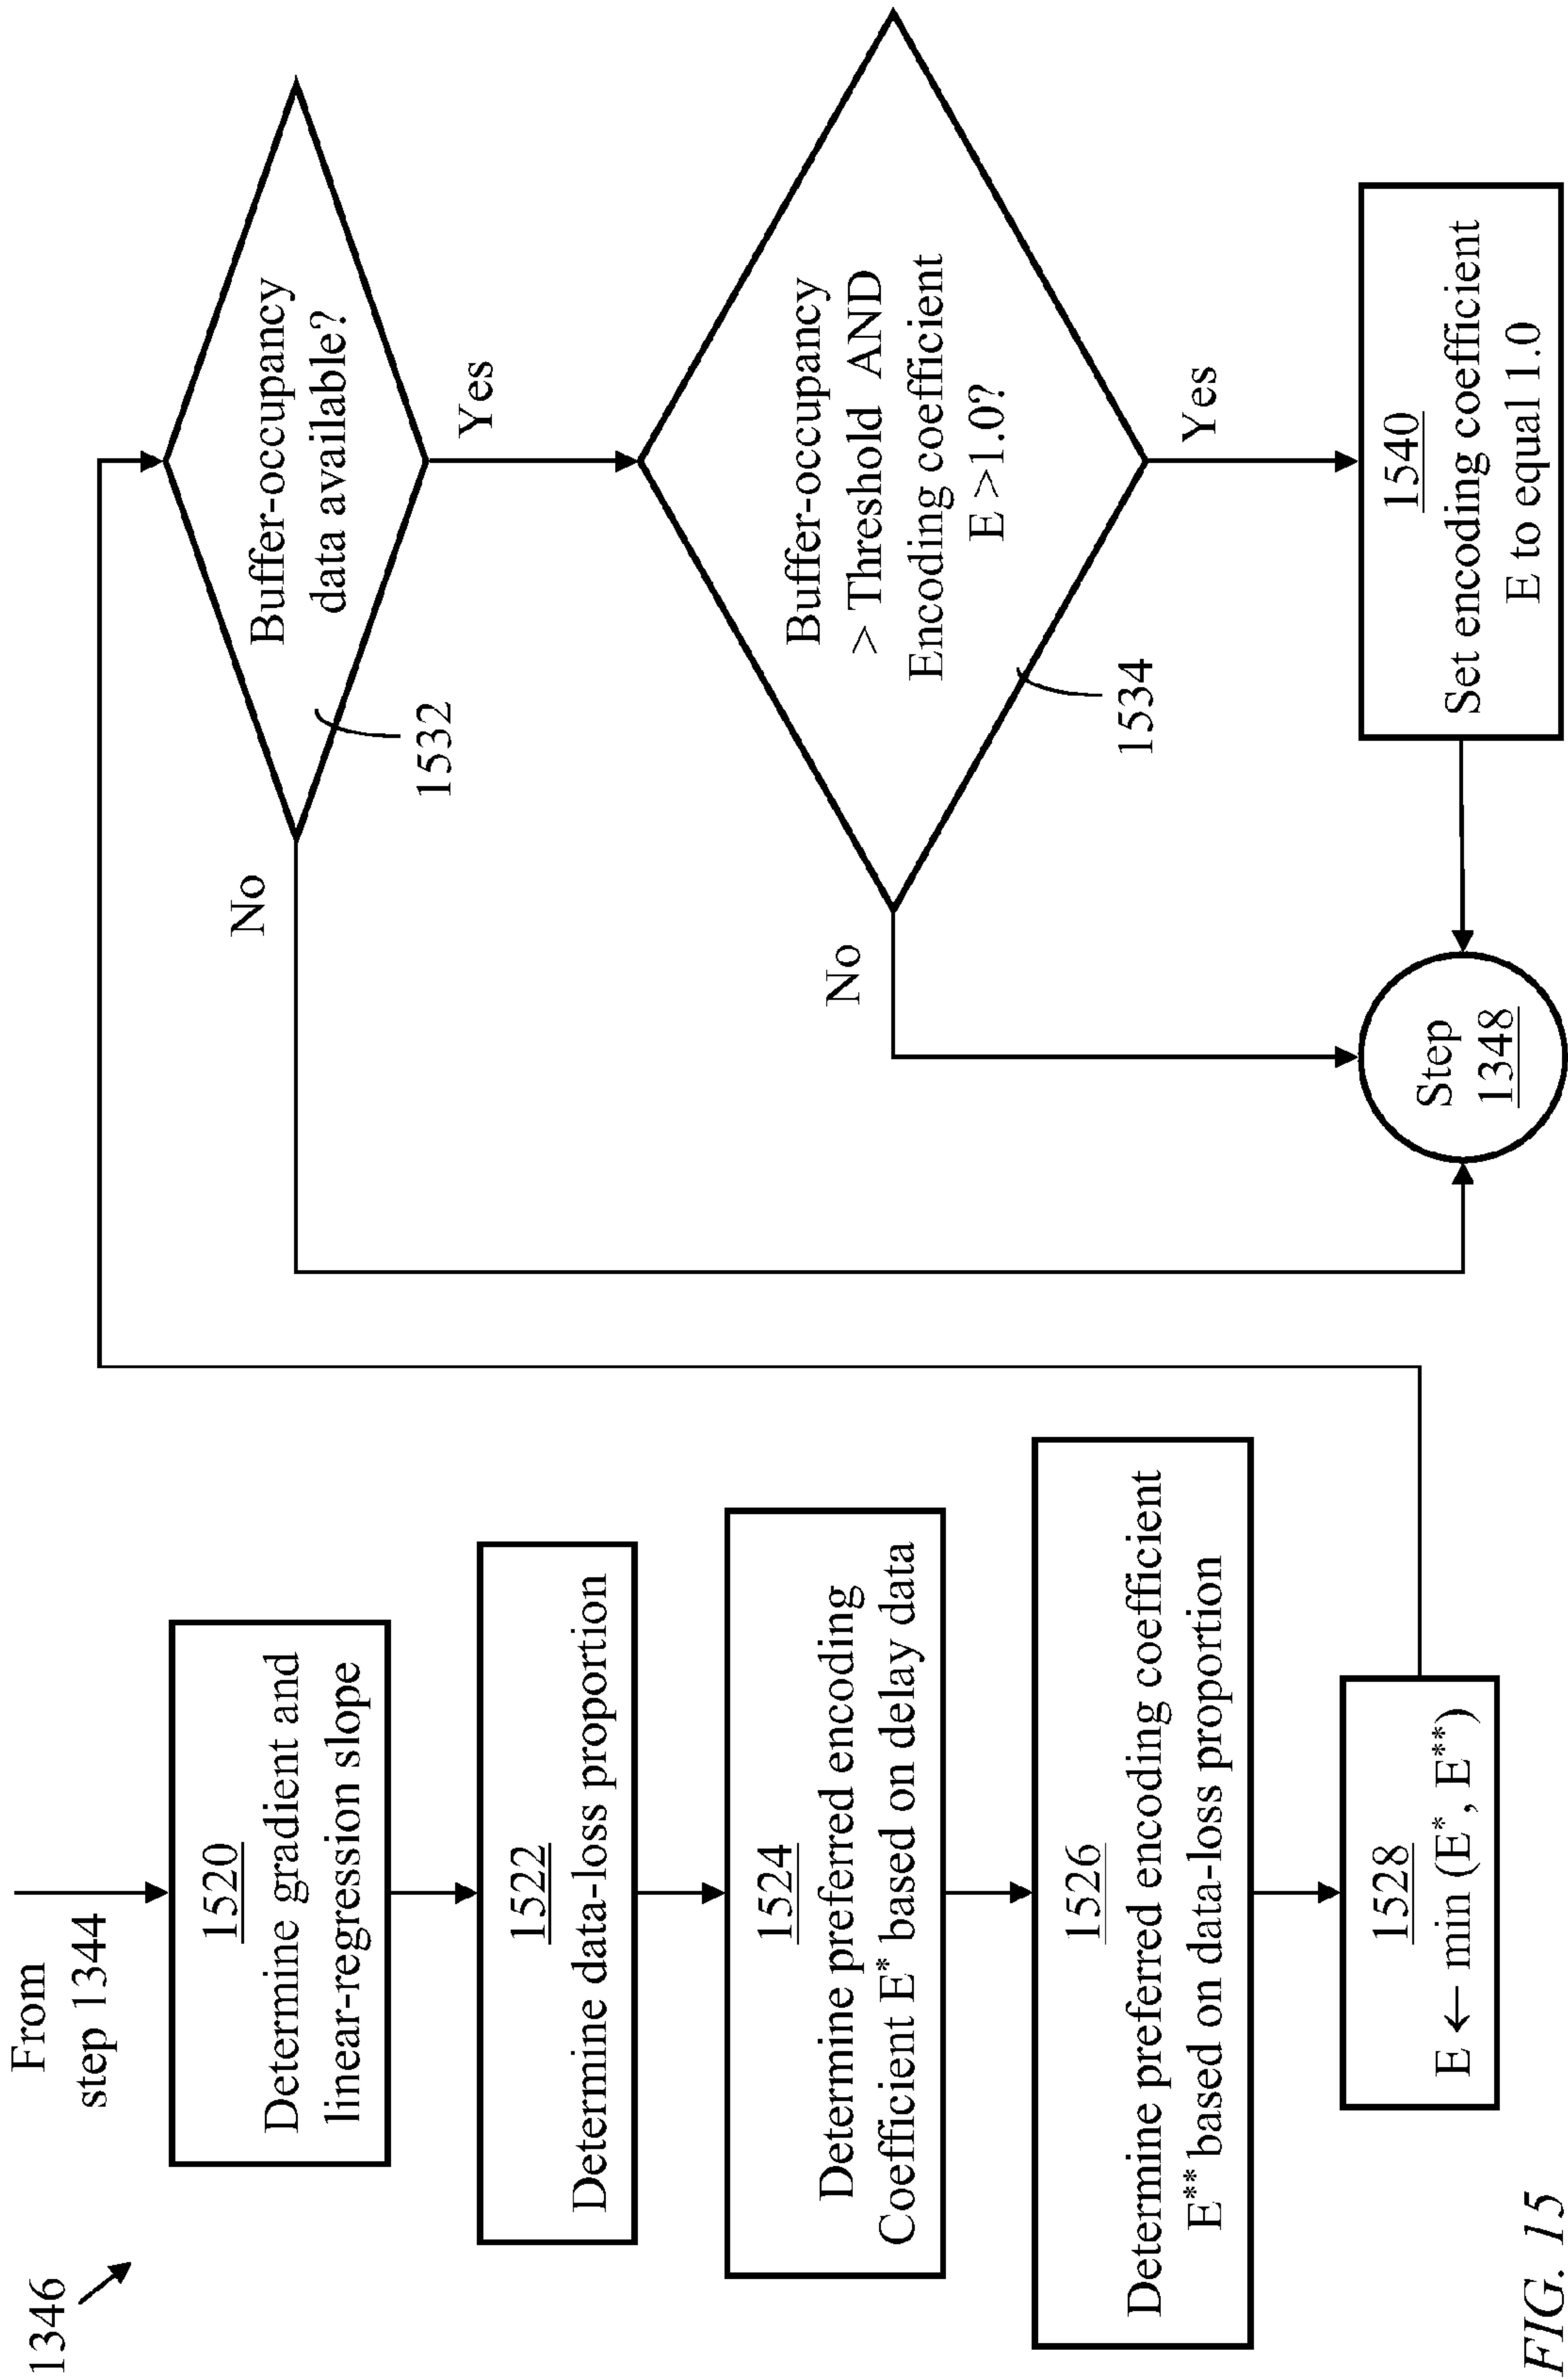 1346
From
step 1344
1520
Determine gradient and
linear-regression slope
1522
Determine data-loss proportion
1524
Determine preferred encoding
Coefficient E* based on delay data
1526
Determine preferred encoding coefficient
E** based on data-loss proportion
1528
E ← min (E*, E**)
Buffer-occupancy
data available?
No
1532
Yes
Buffer-occupancy
> Threshold AND
Encoding coefficient
E >1.0?
No
1534
Yes
1540
Set encoding coefficient
E to equal 1.0
Step
1348
FIG. 15